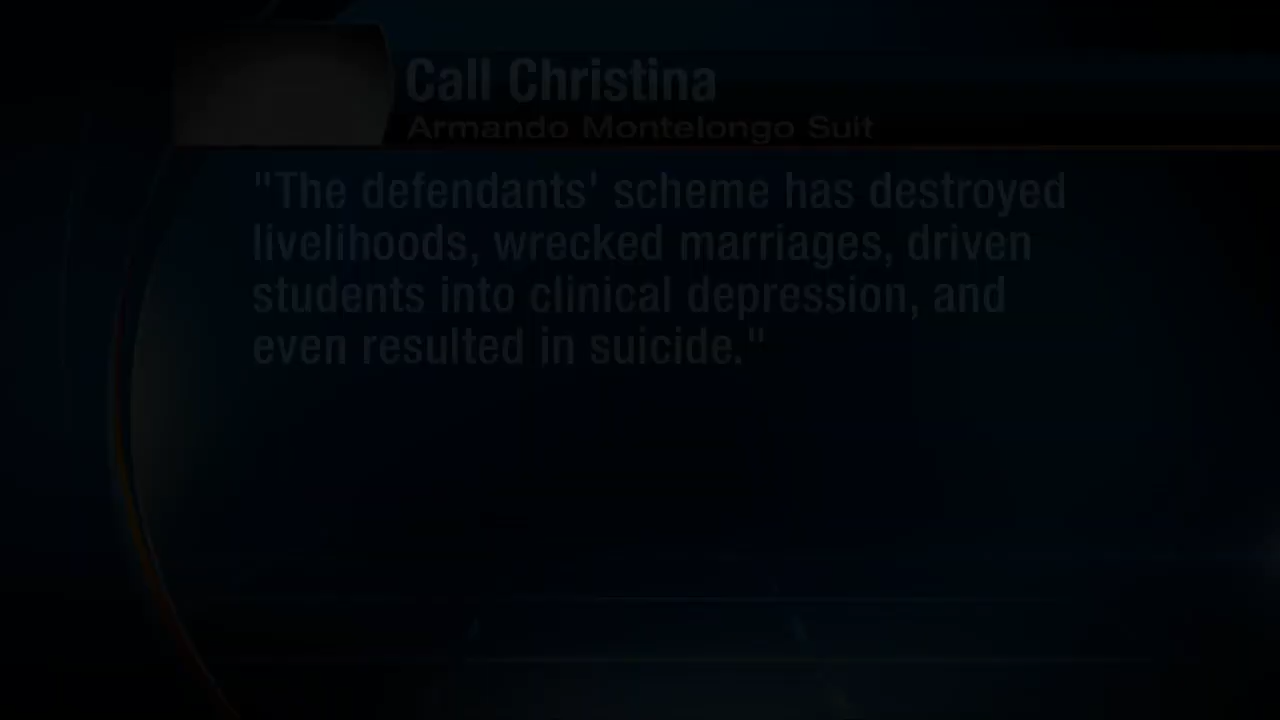 Call Christina
Armando Montelongo Suit
"The defendants' scheme has destroyed
livelihoods, wrecked marriages, driven
students into clinical depression, and
even resulted in suicide."